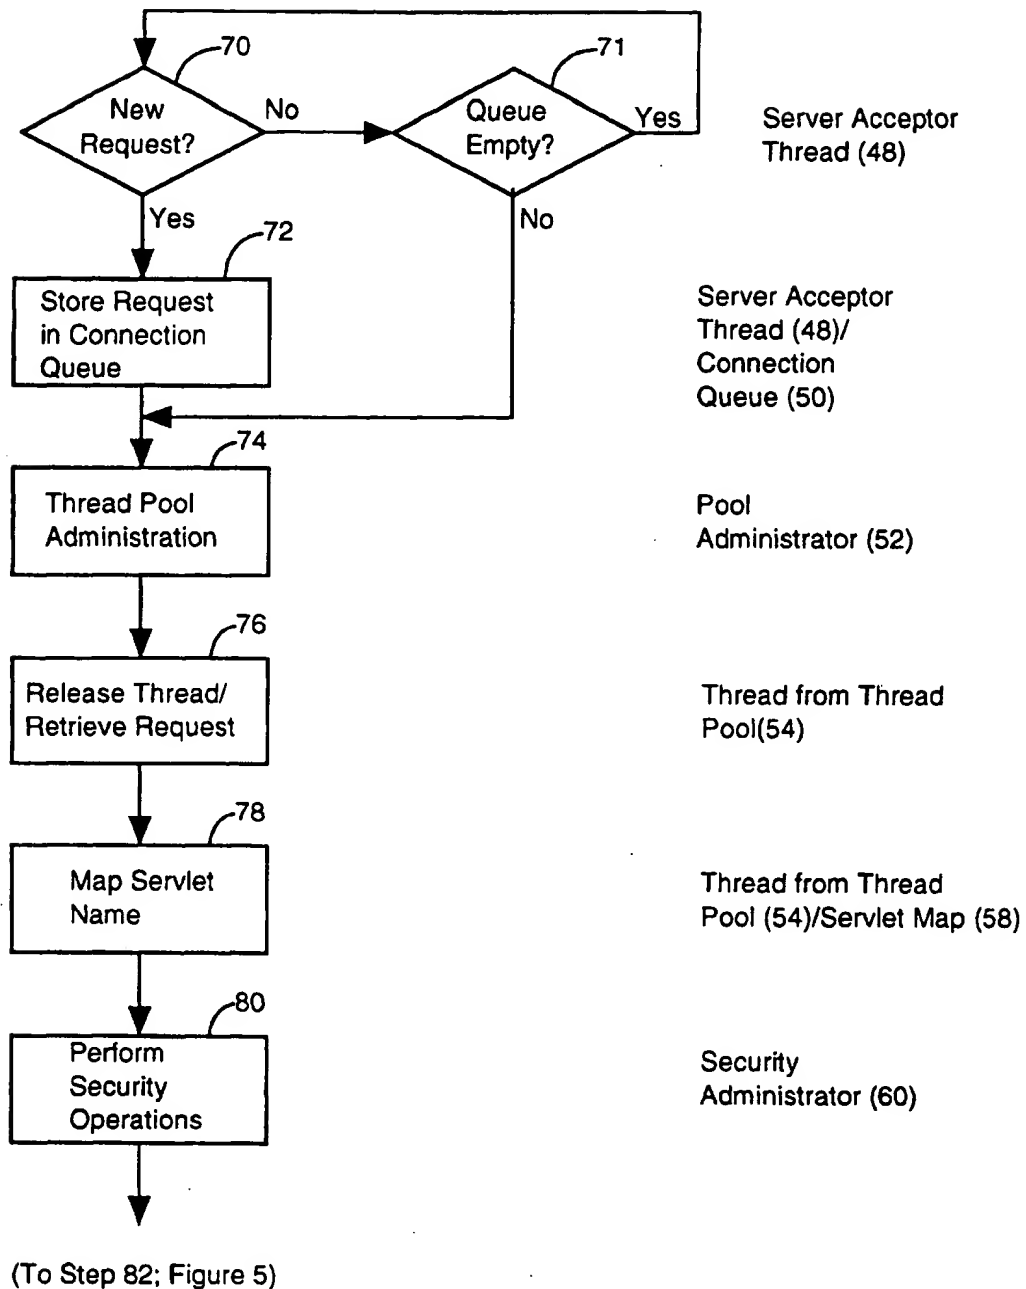 70
71
New
Request?
No
Queue
Empty?
Yes
Server Acceptor
Thread (48)
Yes
No
72
Store Request
in Connection
Queue
Server Acceptor
Thread (48)/
Connection
Queue (50)
74
Thread Pool
Administration
Pool
Administrator (52)
76
Release Thread/
Retrieve Request
Thread from Thread
Pool(54)
78
Map Servlet
Name
Thread from Thread
Pool (54)/Servlet Map (58)
80
Perform
Security
Operations
Security
Administrator (60)
(To Step 82; Figure 5)